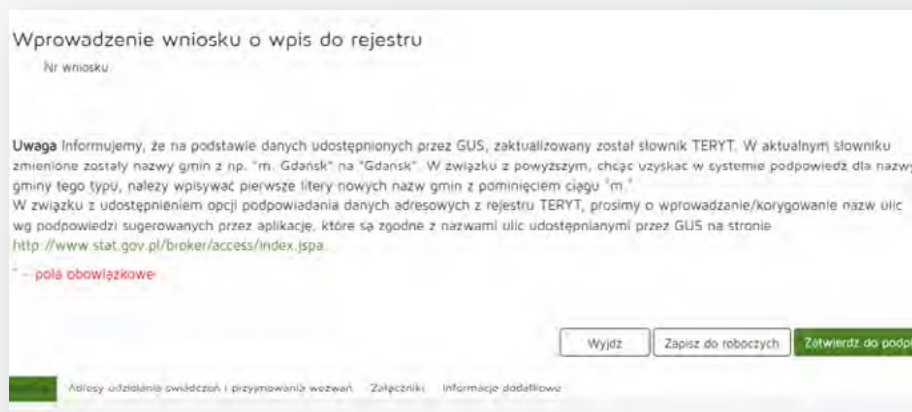 Wprowadzenie wniosku o wpis do rejestru
Nr wniosku
Uwaga Informujemy, że na podstawie danych udostępnionych przez GUS, zaktualizowany został słownik TERYT. W aktualnym słowniku
zmienione zostały nazwy gmin z np. "m. Gdańsk" na "Gdansk". W związku z powyższym, chcąc uzyskac w systemie podpowiedź dla nazwy
gminy tego typu, nalezy wpisywać pierwsze litery nowych nazw gmin z pominięciem ciągu "m."
W związku z udostępnieniem opcji podpowiadania danych adresowych z rejestru TERYT, prosimy o wprowadzanie/korygowanie nazw ulic
wg podpowiedzi sugerowanych przez aplikację, które są zgodne z nazwami ulic udostępnianymi przez GUS na stronie
http://www.stat.gov.pl/broker/access/index.jspa.
* - pola obowiązkowe
Wyjdź Zapisz do roboczych Zatwierdź do podpi
Adresy udzielania świadczeń i przyjmowania wezwań Załączniki Informacje dodatkowe